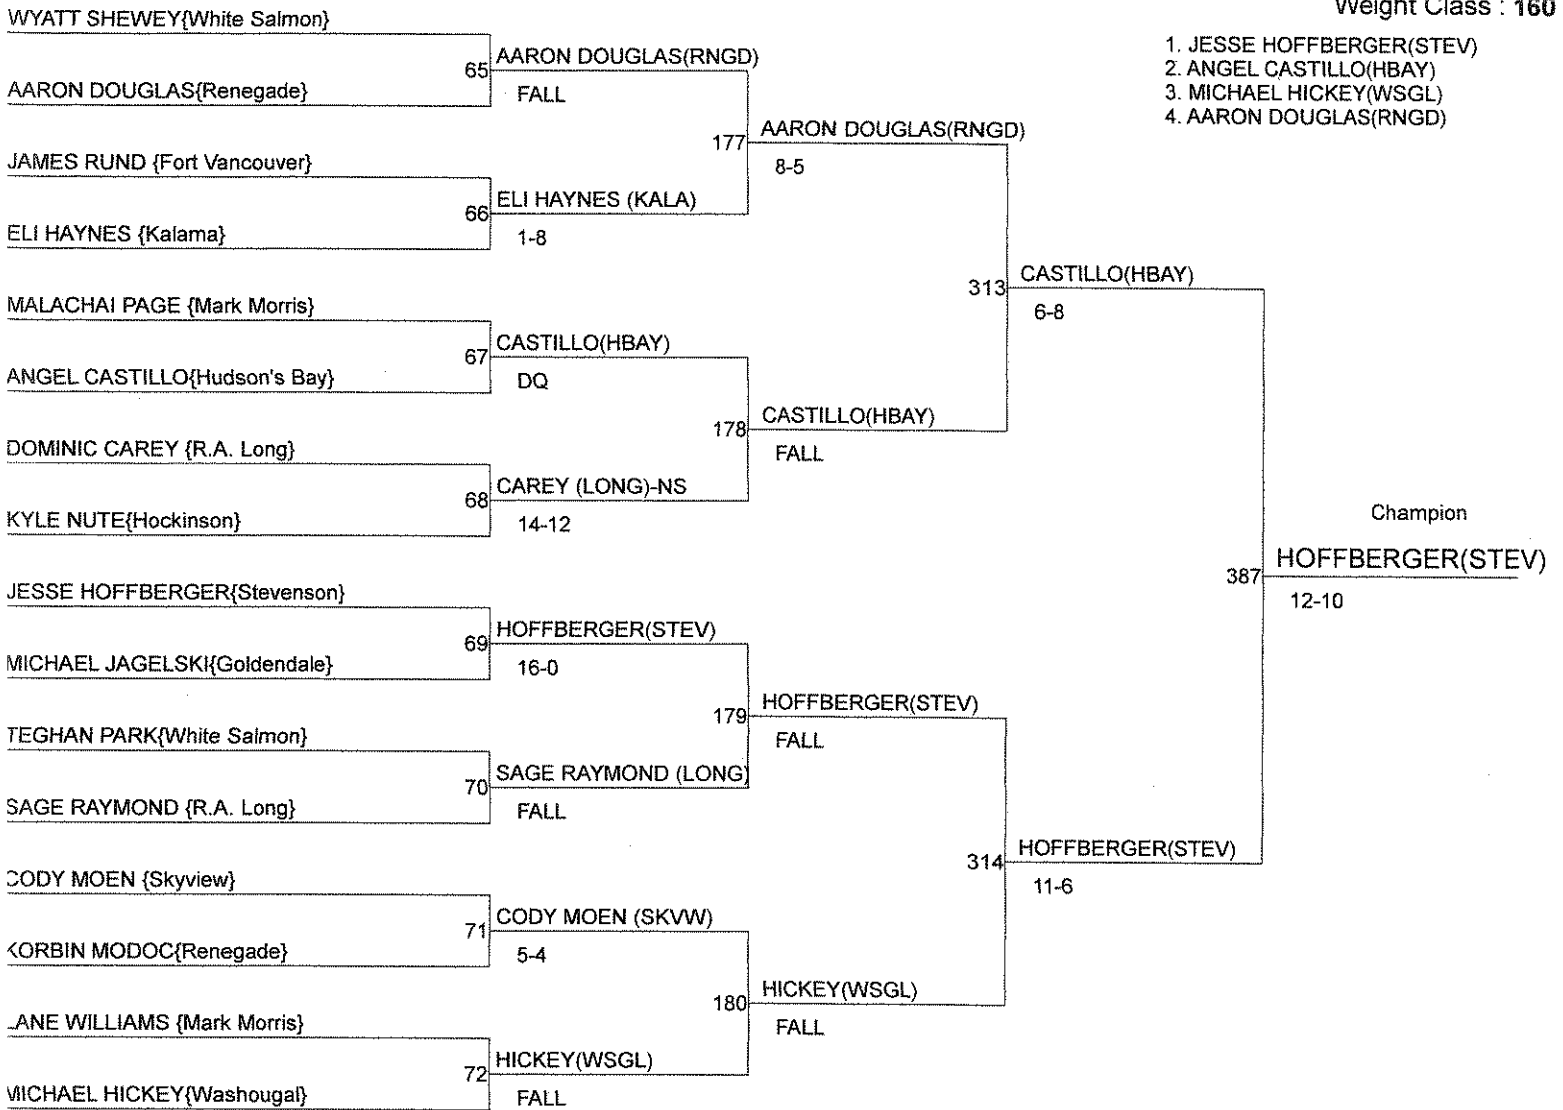 Weight Class : 160
1. JESSE HOFFBERGER(STEV)
2. ANGEL CASTILLO(HBAY)
3. MICHAEL HICKEY(WSGL)
4. AARON DOUGLAS(RNGD)
WYATT SHEWEY{White Salmon}
65
AARON DOUGLAS(RNGD)
FALL
AARON DOUGLAS{Renegade}
177
AARON DOUGLAS(RNGD)
8-5
JAMES RUND {Fort Vancouver}
66
ELI HAYNES (KALA)
1-8
ELI HAYNES {Kalama}
313
CASTILLO(HBAY)
6-8
MALACHAI PAGE {Mark Morris}
67
CASTILLO(HBAY)
DQ
ANGEL CASTILLO{Hudson's Bay}
178
CASTILLO(HBAY)
FALL
DOMINIC CAREY {R.A. Long}
68
CAREY (LONG)-NS
14-12
KYLE NUTE{Hockinson}
Champion
387
HOFFBERGER(STEV)
12-10
JESSE HOFFBERGER{Stevenson}
69
HOFFBERGER(STEV)
16-0
MICHAEL JAGELSKI{Goldendale}
179
HOFFBERGER(STEV)
FALL
TEGHAN PARK{White Salmon}
70
SAGE RAYMOND (LONG)
FALL
SAGE RAYMOND {R.A. Long}
314
HOFFBERGER(STEV)
11-6
CODY MOEN {Skyview}
71
CODY MOEN (SKVW)
5-4
KORBIN MODOC{Renegade}
180
HICKEY(WSGL)
FALL
LANE WILLIAMS {Mark Morris}
72
HICKEY(WSGL)
FALL
MICHAEL HICKEY{Washougal}